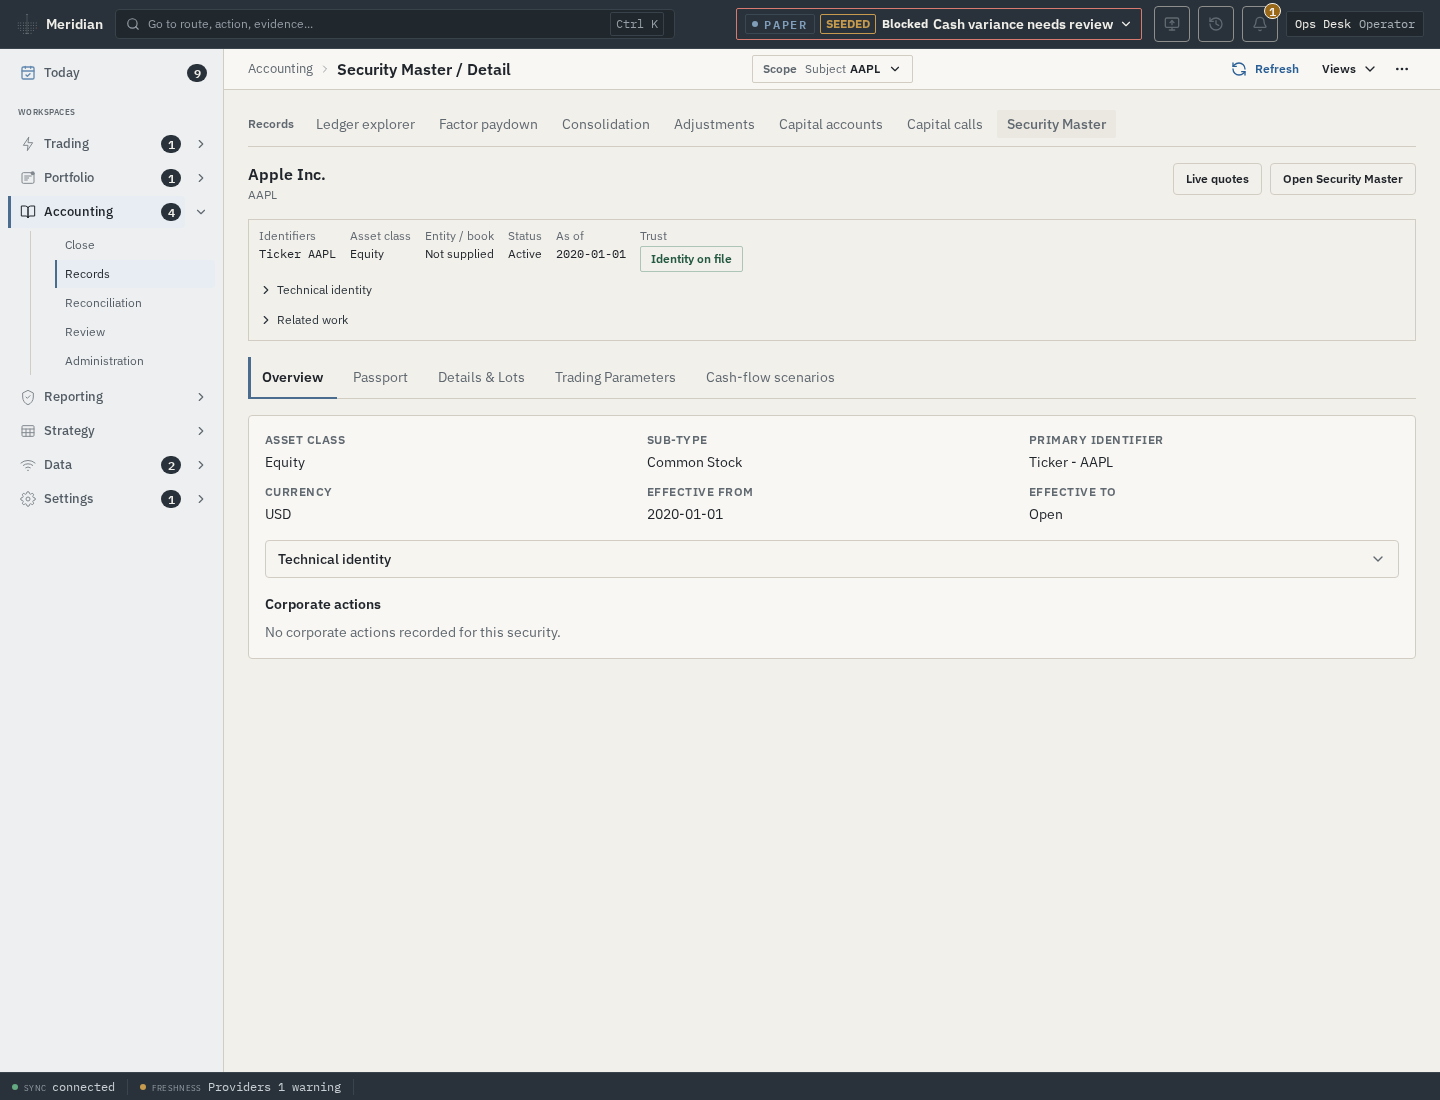 Meridian
Go to route, action, evidence...
Ctrl K
PAPER
SEEDED
Blocked Cash variance needs review
1
Ops Desk Operator
Today
9
WORKSPACES
Trading
1
Portfolio
1
Accounting
4
Close
Records
Reconciliation
Review
Administration
Reporting
Strategy
Data
2
Settings
1
Accounting
Security Master / Detail
Scope Subject AAPL
Refresh
Views
Records
Ledger explorer
Factor paydown
Consolidation
Adjustments
Capital accounts
Capital calls
Security Master
Apple Inc.
AAPL
Live quotes
Open Security Master
Identifiers
Ticker AAPL
Asset class
Equity
Entity / book
Not supplied
Status
Active
As of
2020-01-01
Trust
Identity on file
Technical identity
Related work
Overview
Passport
Details & Lots
Trading Parameters
Cash-flow scenarios
ASSET CLASS
Equity
SUB-TYPE
Common Stock
PRIMARY IDENTIFIER
Ticker - AAPL
CURRENCY
USD
EFFECTIVE FROM
2020-01-01
EFFECTIVE TO
Open
Technical identity
Corporate actions
No corporate actions recorded for this security.
SYNC connected
FRESHNESS Providers 1 warning